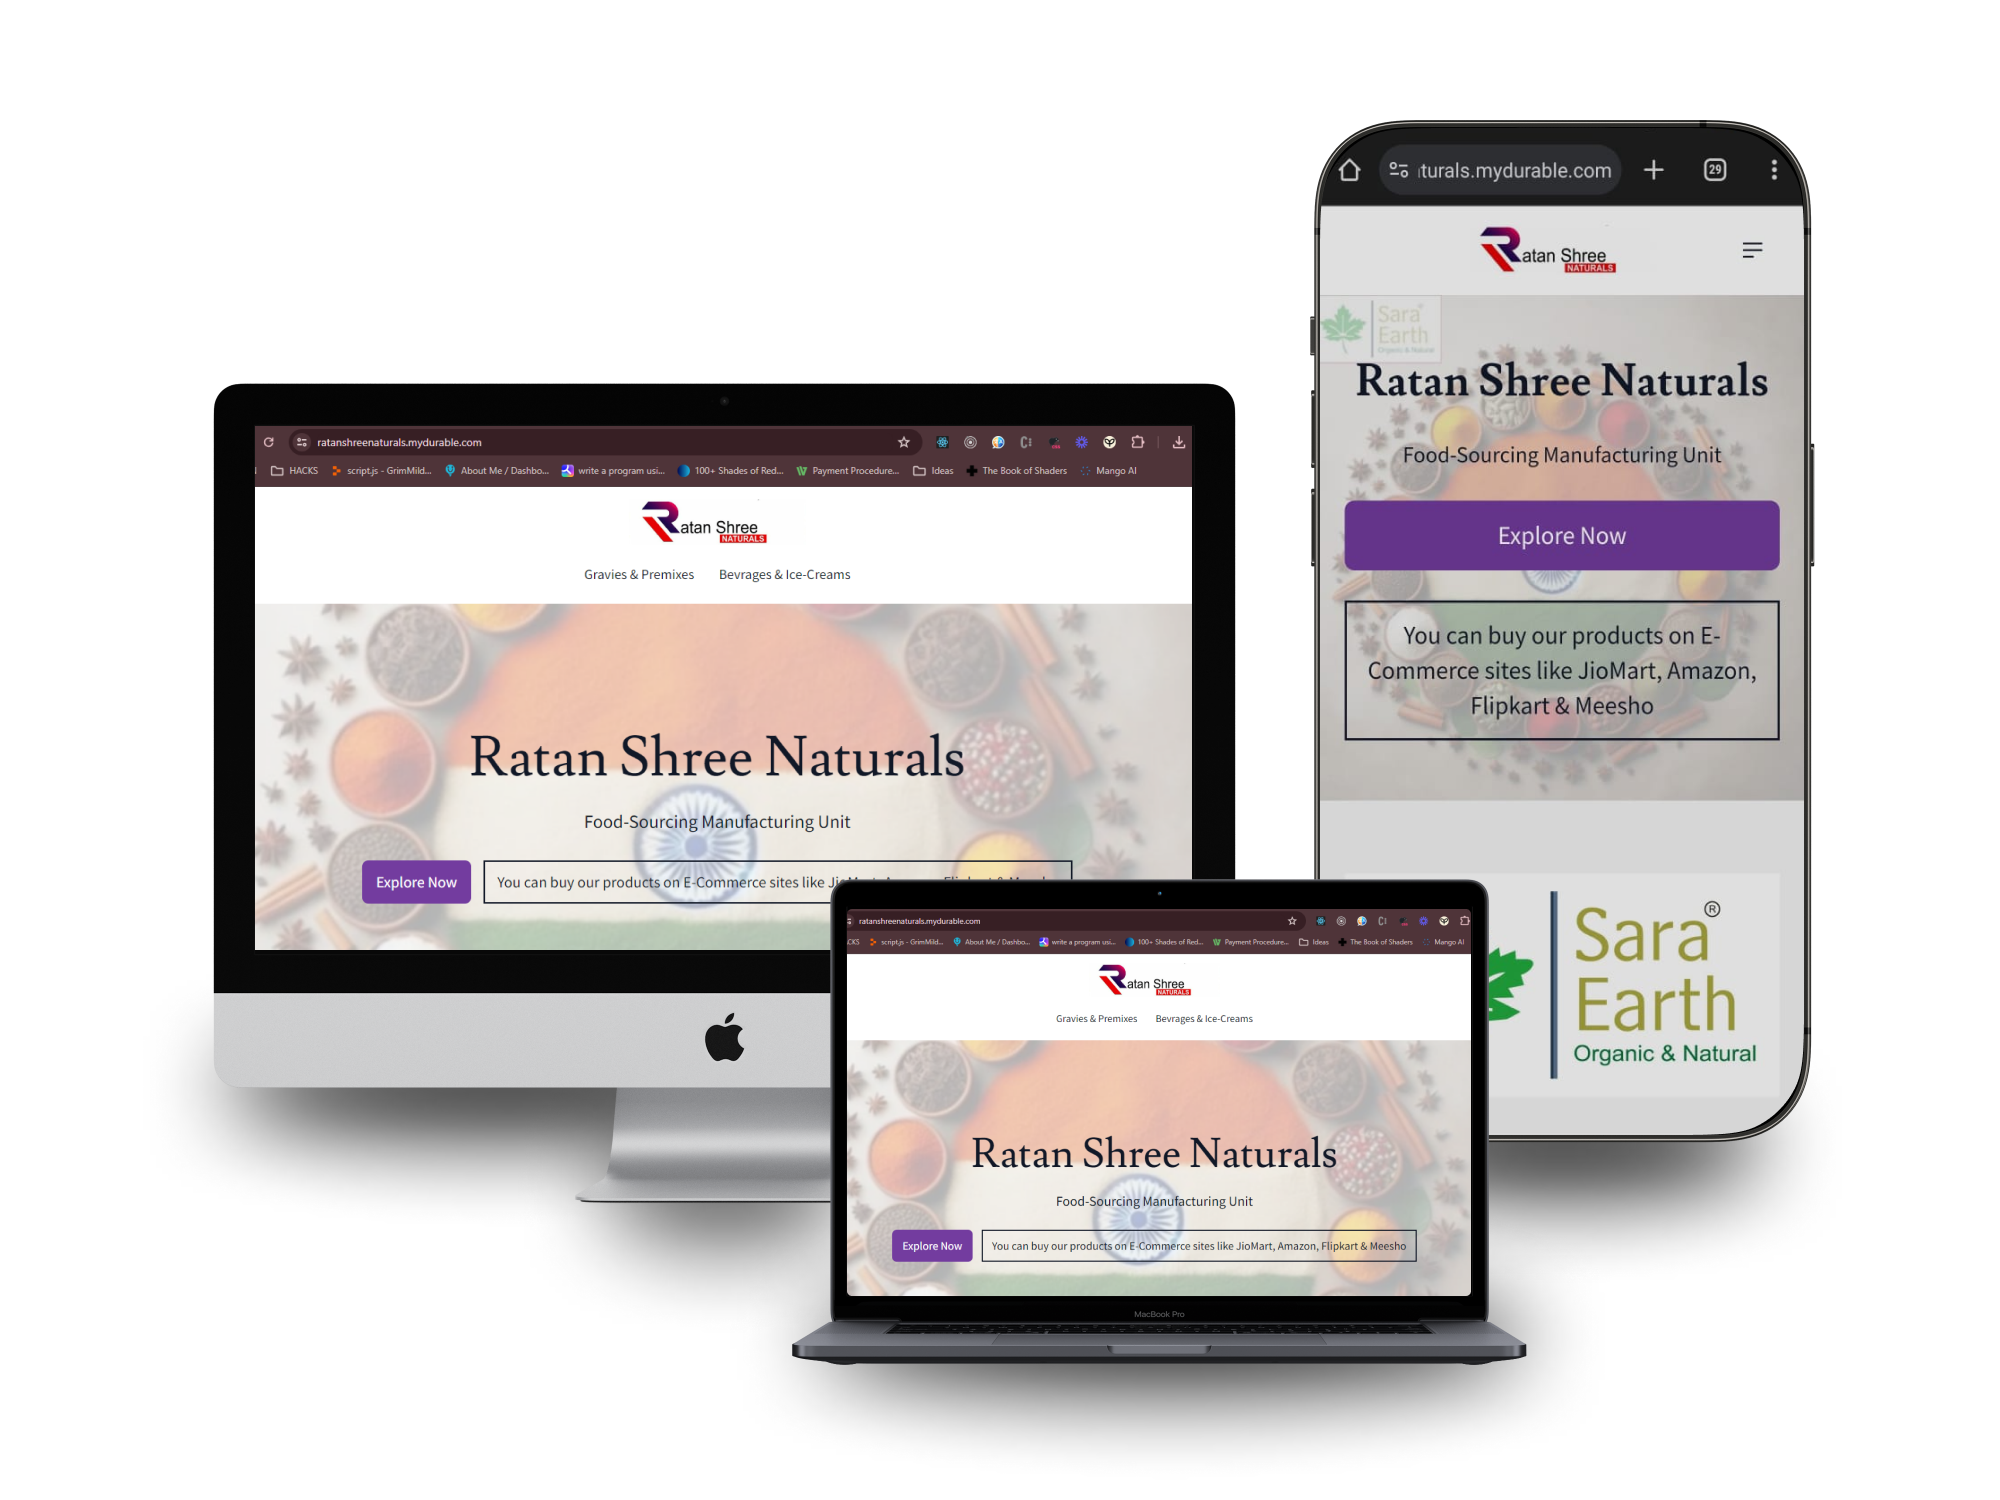 ratanshreenaturals.mydurable.com
HACKS script.js - GrimMild... About Me / Dashbo... write a program usi... 100+ Shades of Red... Payment Procedure... Ideas The Book of Shaders Mango AI
Ratan Shree
NATURALS
Gravies & Premixes Bevrages & Ice-Creams
Ratan Shree Naturals
Food-Sourcing Manufacturing Unit
Explore Now You can buy our products on E-Commerce sites like
turals.mydurable.com 29
Ratan Shree
NATURALS
Sara
Earth
Organic & Natural
Ratan Shree Naturals
Food-Sourcing Manufacturing Unit
Explore Now
You can buy our products on E-
Commerce sites like JioMart, Amazon,
Flipkart & Meesho
Sara®
Earth
Organic & Natural
ratanshreenaturals.mydurable.com
CKS script.js - GrimMild... About Me / Dashbo... write a program usi... 100+ Shades of Red... Payment Procedure... Ideas The Book of Shaders Mango AI
Ratan Shree
NATURALS
Gravies & Premixes Bevrages & Ice-Creams
Ratan Shree Naturals
Food-Sourcing Manufacturing Unit
Explore Now You can buy our products on E-Commerce sites like JioMart, Amazon, Flipkart & Meesho
MacBook Pro